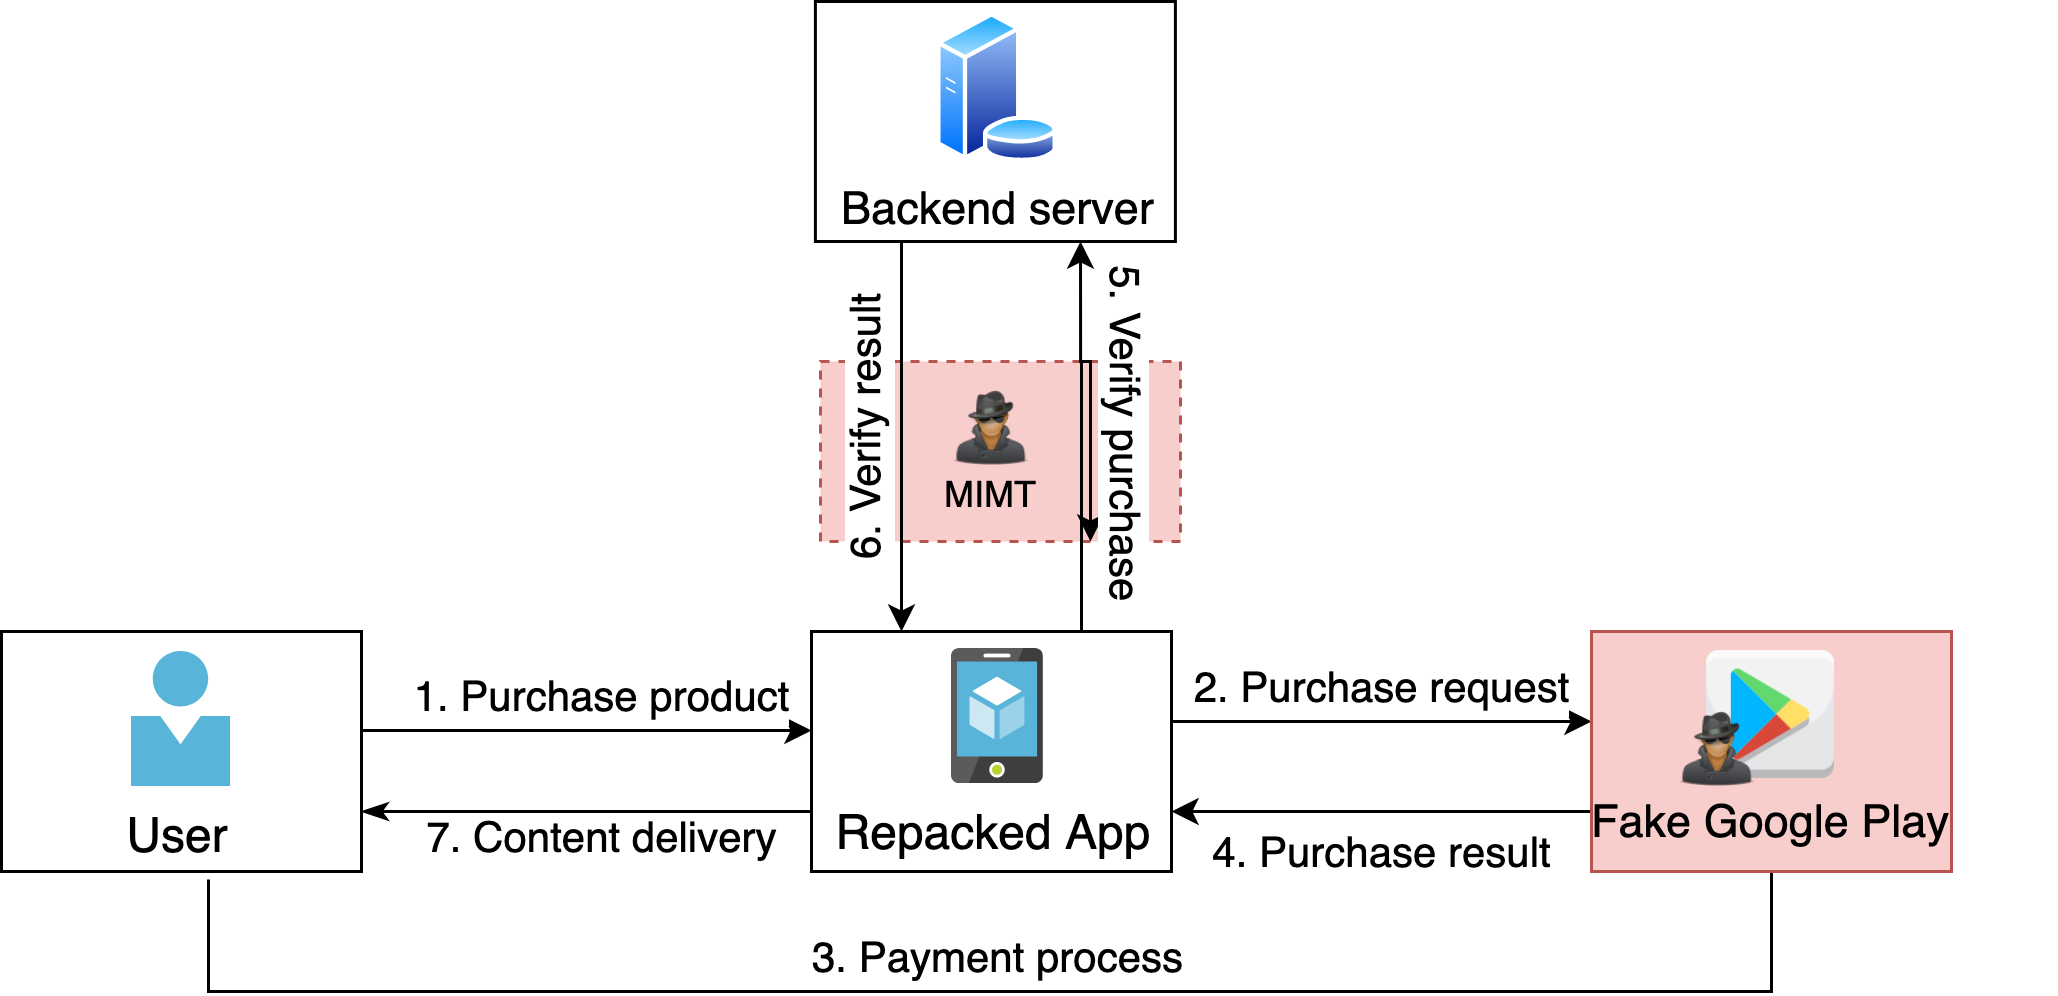 Backend server
6. Verify result
5. Verify purchase
MIMT
1. Purchase product
2. Purchase request
User
7. Content delivery
Repacked App
4. Purchase result
Fake Google Play
3. Payment process